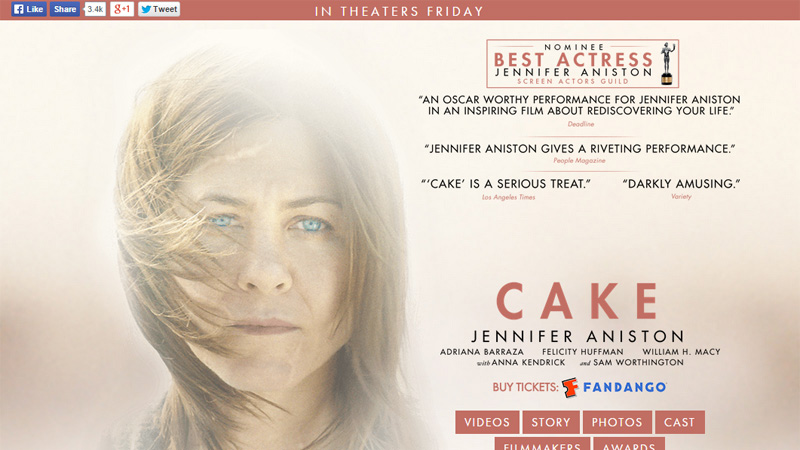 Like Share 3.4k g+1 Tweet
IN THEATERS FRIDAY
NOMINEE
BEST ACTRESS
JENNIFER ANISTON
SCREEN ACTORS GUILD
“AN OSCAR WORTHY PERFORMANCE FOR JENNIFER ANISTON
IN AN INSPIRING FILM ABOUT REDISCOVERING YOUR LIFE.”
Deadline
“JENNIFER ANISTON GIVES A RIVETING PERFORMANCE.”
People Magazine
“‘CAKE’ IS A SERIOUS TREAT.” “DARKLY AMUSING.”
Los Angeles Times Variety
CAKE
JENNIFER ANISTON
ADRIANA BARRAZA FELICITY HUFFMAN WILLIAM H. MACY
with ANNA KENDRICK and SAM WORTHINGTON
BUY TICKETS: F FANDANGO
VIDEOS STORY PHOTOS CAST
FILMMAKERS AWARDS